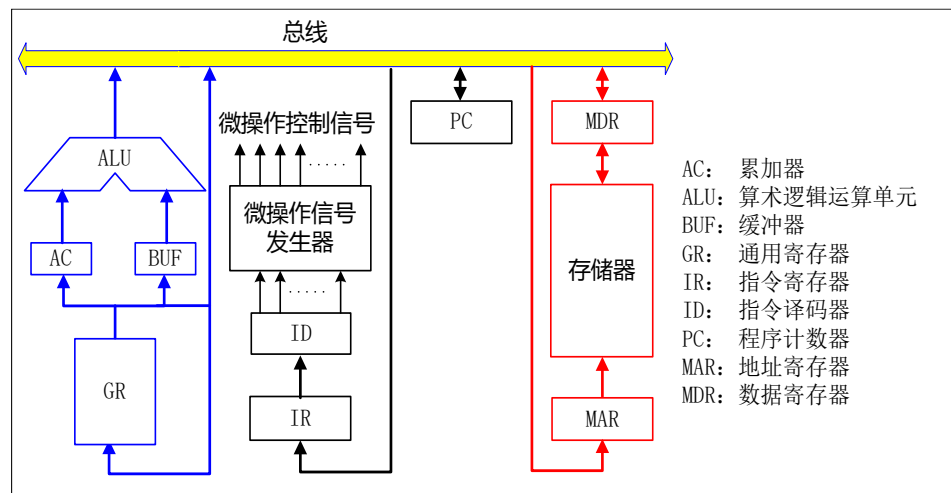 总线
微操作控制信号
PC
MDR
ALU
·····
微操作信号
发生器
AC
BUF
存储器
·····
ID
GR
IR
MAR
AC: 累加器
ALU: 算术逻辑运算单元
BUF: 缓冲器
GR: 通用寄存器
IR: 指令寄存器
ID: 指令译码器
PC: 程序计数器
MAR: 地址寄存器
MDR: 数据寄存器